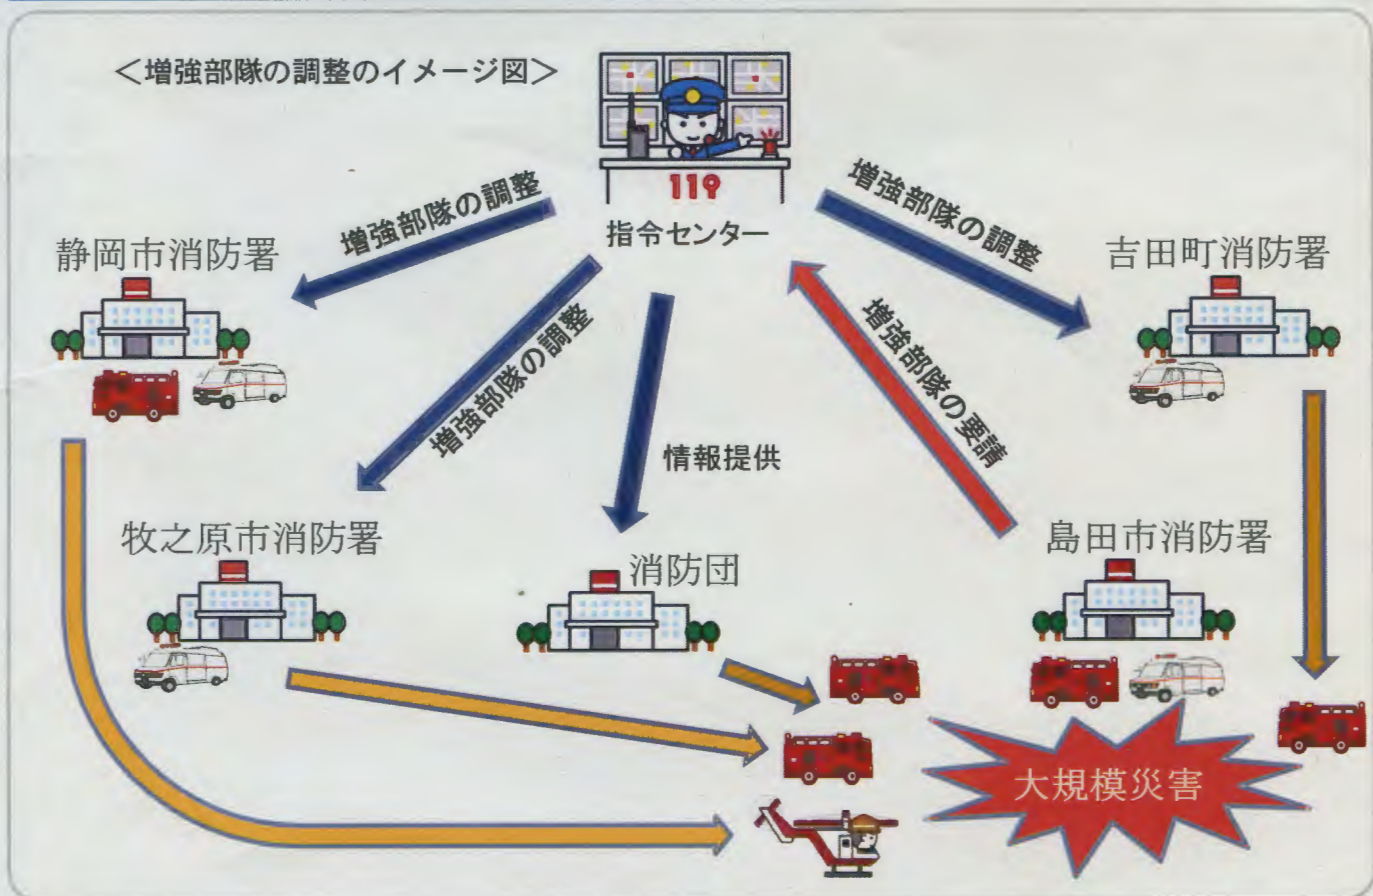 ＜増強部隊の調整のイメージ図＞
119
指令センター
増強部隊の調整
増強部隊の調整
静岡市消防署
吉田町消防署
増強部隊の調整
増強部隊の要請
情報提供
牧之原市消防署
消防団
島田市消防署
大規模災害